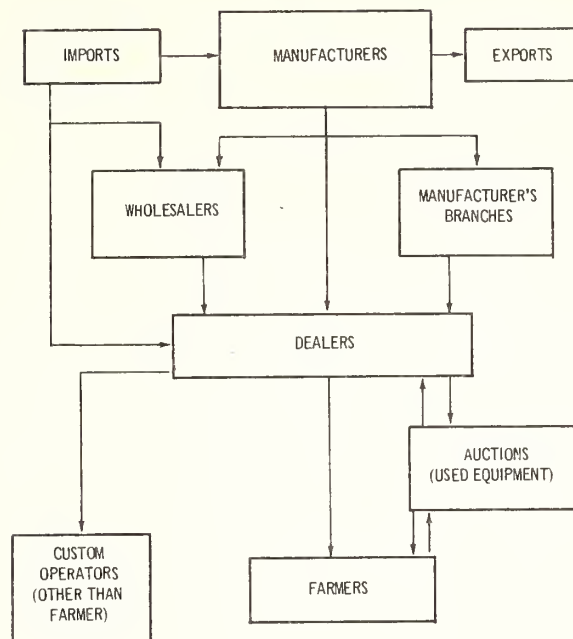 IMPORTS
MANUFACTURERS
EXPORTS
WHOLESALERS
MANUFACTURER'S
BRANCHES
DEALERS
AUCTIONS
(USED EQUIPMENT)
CUSTOM
OPERATORS
(OTHER THAN
FARMER)
FARMERS